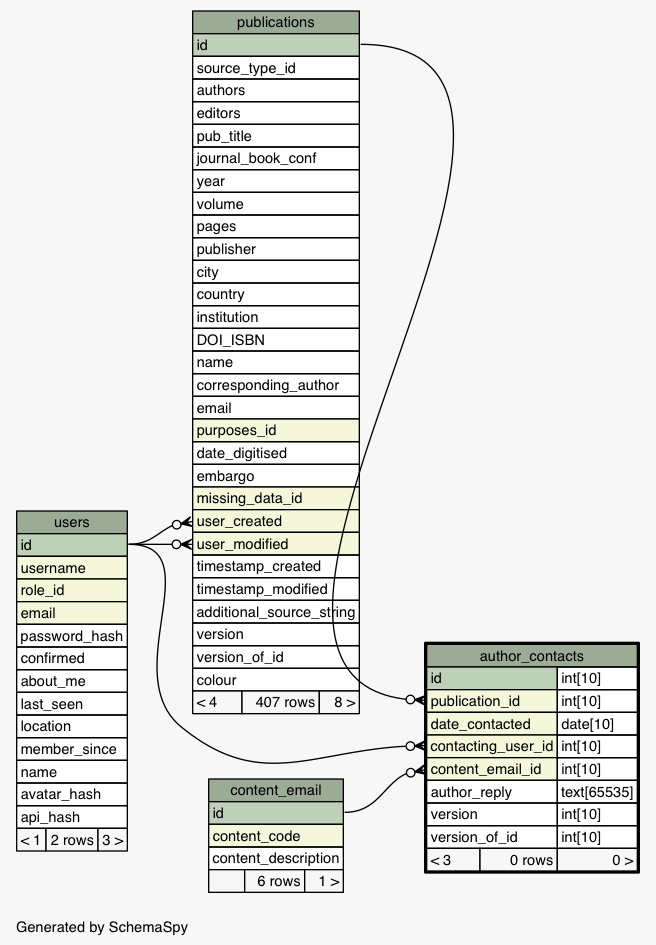 publications
id
source_type_id
authors
editors
pub_title
journal_book_conf
year
volume
pages
publisher
city
country
institution
DOI_ISBN
name
corresponding_author
email
purposes_id
date_digitised
embargo
missing_data_id
user_created
user_modified
timestamp_created
timestamp_modified
additional_source_string
version
version_of_id
colour
< 4 407 rows 8 >
users
id
username
role_id
email
password_hash
confirmed
about_me
last_seen
location
member_since
name
avatar_hash
api_hash
< 1 2 rows 3 >
author_contacts
id int[10]
publication_id int[10]
date_contacted date[10]
contacting_user_id int[10]
content_email_id int[10]
author_reply text[65535]
version int[10]
version_of_id int[10]
< 3 0 rows 0 >
content_email
id
content_code
content_description
6 rows 1 >
Generated by SchemaSpy